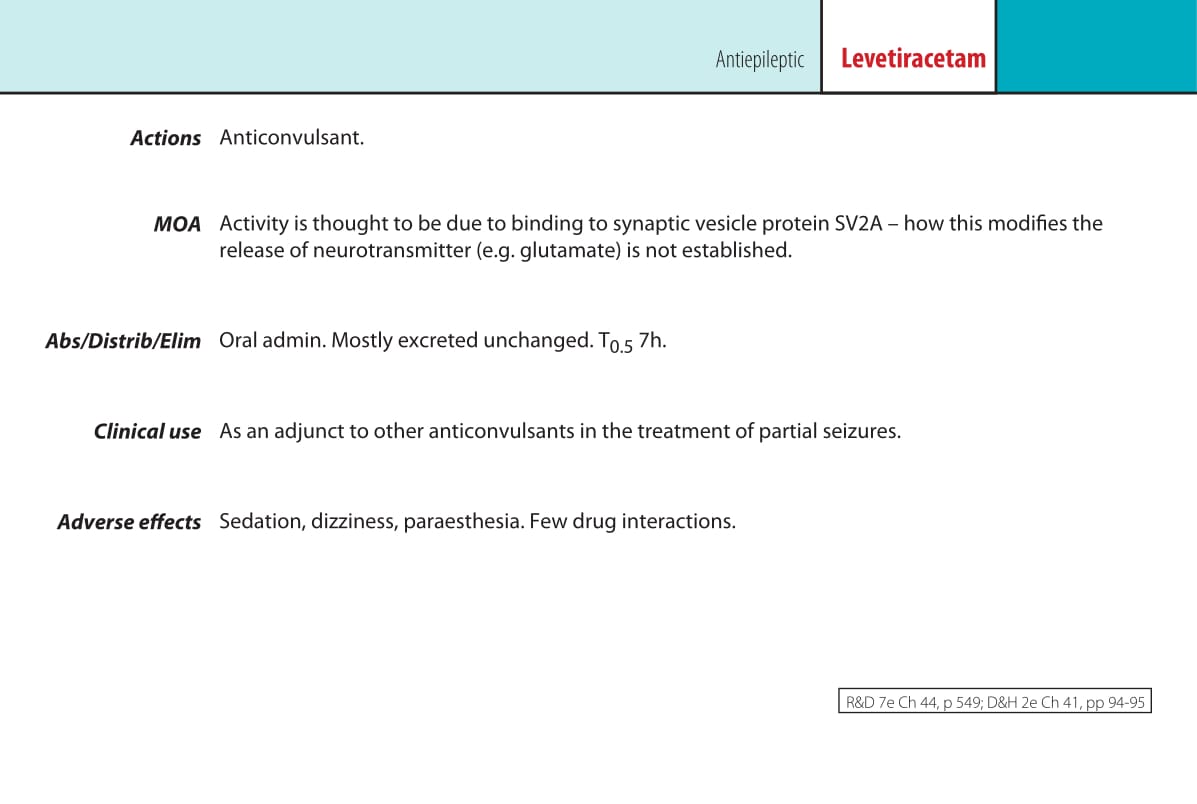 Antiepileptic Levetiracetam
Actions Anticonvulsant.
MOA Activity is thought to be due to binding to synaptic vesicle protein SV2A – how this modifies the
release of neurotransmitter (e.g. glutamate) is not established.
Abs/Distrib/Elim Oral admin. Mostly excreted unchanged. T0.5 7h.
Clinical use As an adjunct to other anticonvulsants in the treatment of partial seizures.
Adverse effects Sedation, dizziness, paraesthesia. Few drug interactions.
R&D 7e Ch 44, p 549; D&H 2e Ch 41, pp 94-95